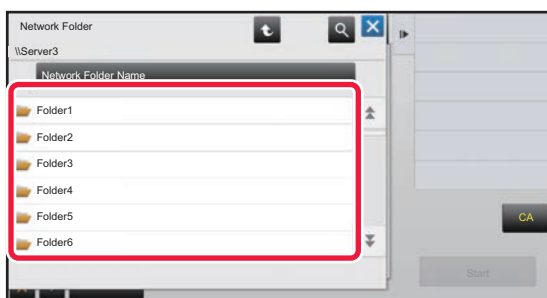 Network Folder
\\Server3
Network Folder Name
Folder1
Folder2
Folder3
Folder4
Folder5
Folder6
CA
Start